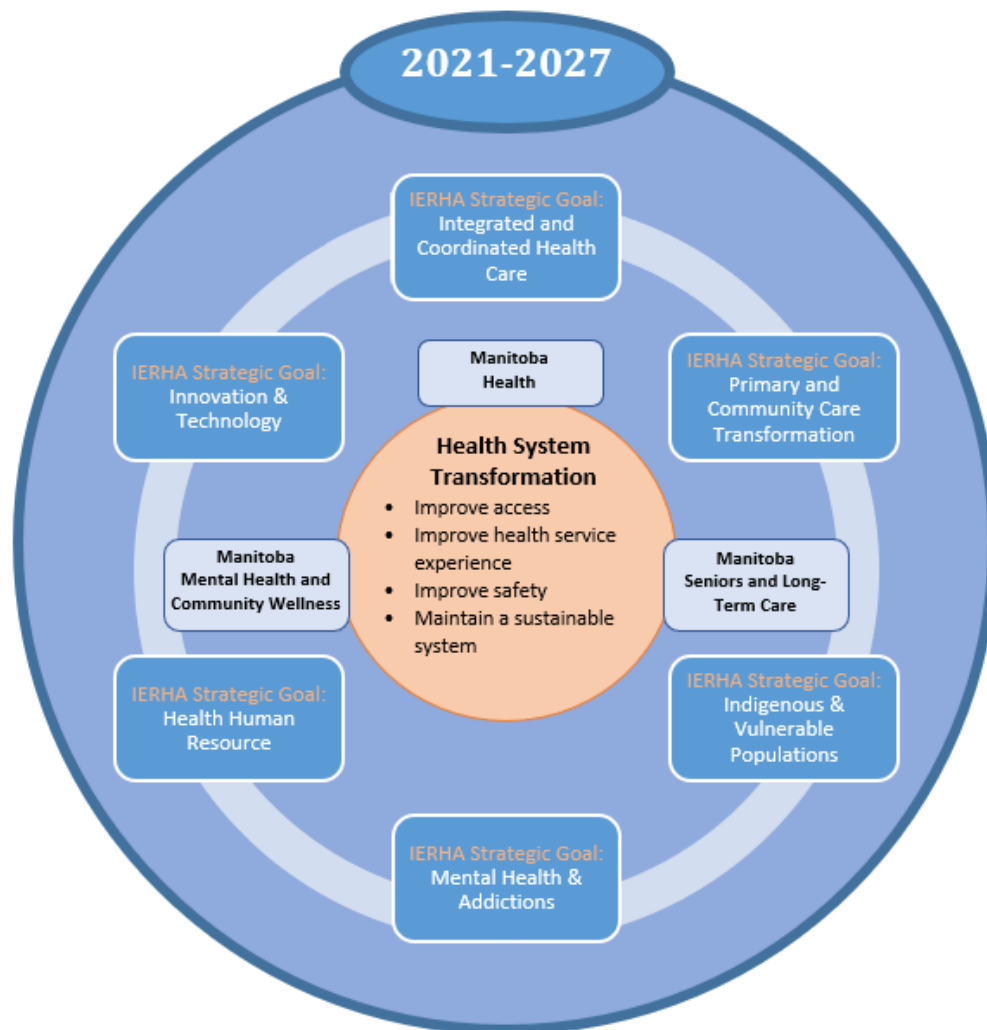 2021-2027
IERHA Strategic Goal:
Integrated and
Coordinated Health
Care
IERHA Strategic Goal:
Innovation &
Technology
Manitoba
Health
IERHA Strategic Goal:
Primary and
Community Care
Transformation
Health System
Transformation
• Improve access
• Improve health service
experience
• Improve safety
• Maintain a sustainable
system
Manitoba
Mental Health and
Community Wellness
Manitoba
Seniors and Long-
Term Care
IERHA Strategic Goal:
Health Human
Resource
IERHA Strategic Goal:
Indigenous &
Vulnerable
Populations
IERHA Strategic Goal:
Mental Health &
Addictions